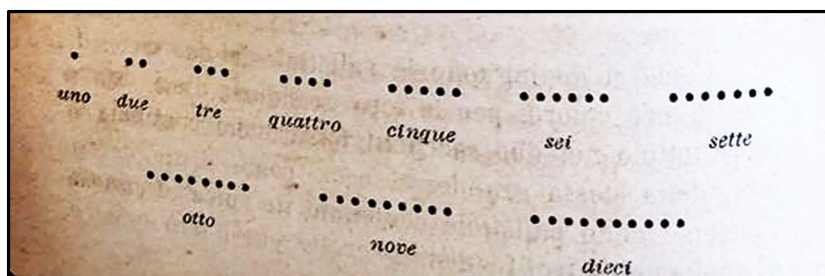 uno due tre quattro cinque sei sette
otto nove dieci